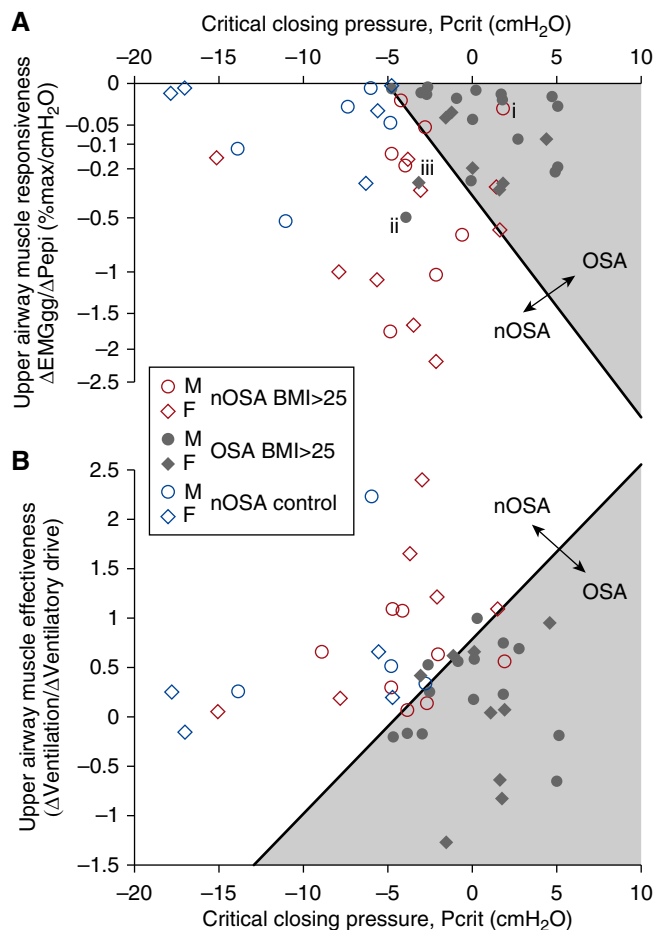 A
Critical closing pressure, Pcrit (cmH2O)
−20 −15 −10 −5 0 5 10
Upper airway muscle responsiveness
ΔEMGgg/ΔPepi (%max/cmH2O)
0
−0.05
−0.1
−0.2
−0.5
−1
−1.5
−2
−2.5
i
iii
ii
OSA
nOSA
M
F
nOSA BMI>25
M
F
OSA BMI>25
M
F
nOSA control
B
Upper airway muscle effectiveness
(ΔVentilation/ΔVentilatory drive)
2.5
2
1.5
1
0.5
0
−0.5
−1
−1.5
nOSA
OSA
−20 −15 −10 −5 0 5 10
Critical closing pressure, Pcrit (cmH2O)